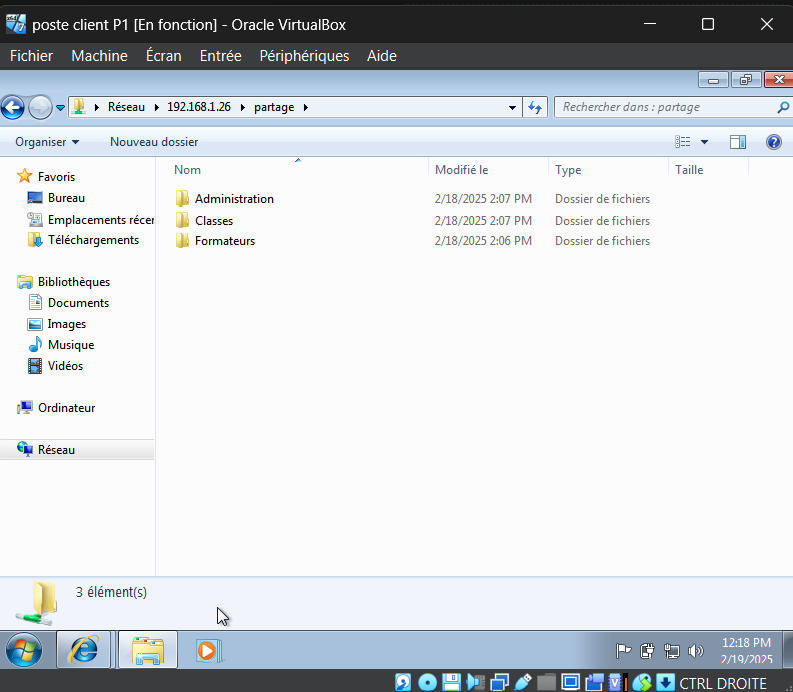 poste client P1 [En fonction] - Oracle VirtualBox
Fichier Machine Écran Entrée Périphériques Aide
Réseau 192.168.1.26 partage
Rechercher dans : partage
Organiser Nouveau dossier
Nom Modifié le Type Taille
Administration 2/18/2025 2:07 PM Dossier de fichiers
Classes 2/18/2025 2:07 PM Dossier de fichiers
Formateurs 2/18/2025 2:06 PM Dossier de fichiers
Favoris
Bureau
Emplacements récer
Téléchargements
Bibliothèques
Documents
Images
Musique
Vidéos
Ordinateur
Réseau
3 élément(s)
12:18 PM
2/19/2025
CTRL DROITE